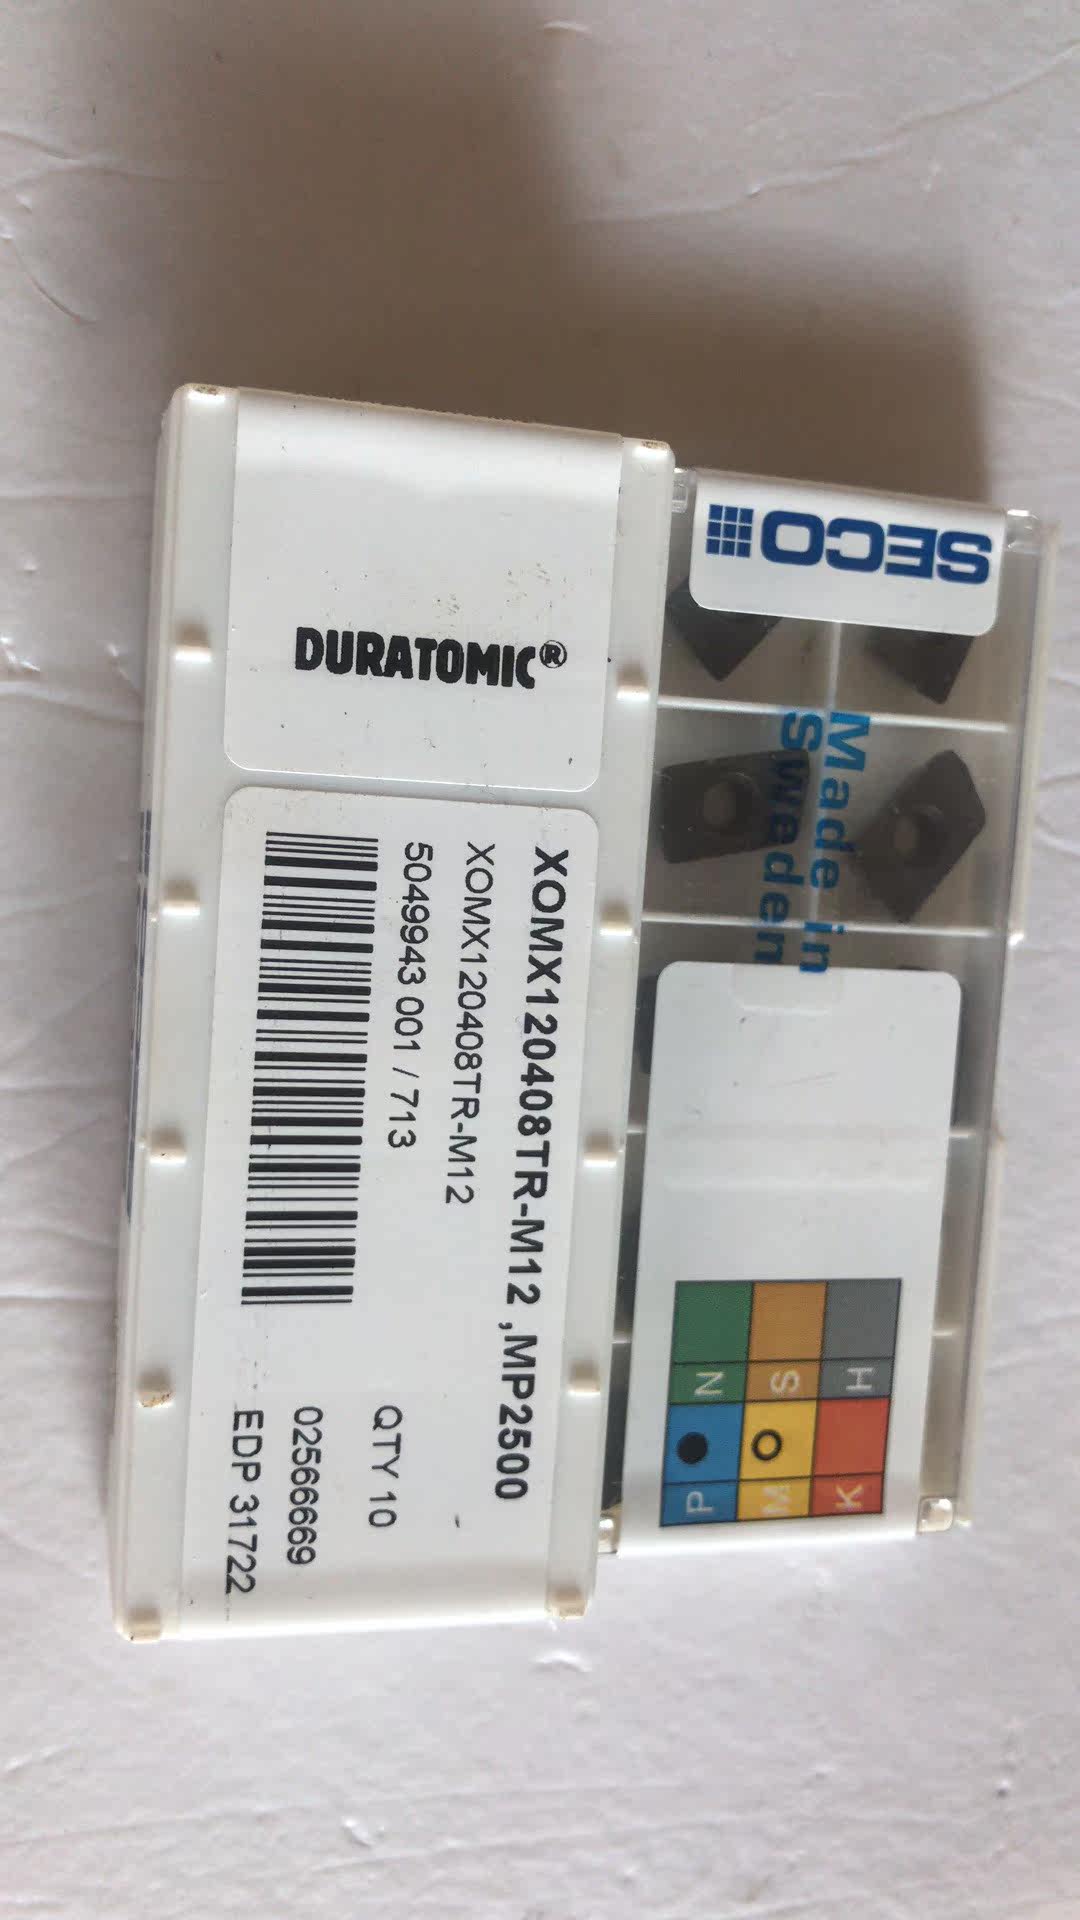 SECO
Made in
Sweden
H
K
S
M
N
P
DURATOMIC®
XOMX120408TR-M12 ,MP2500
XOMX120408TR-M12
5049943 001 / 713
QTY 10
02566669
EDP 31722